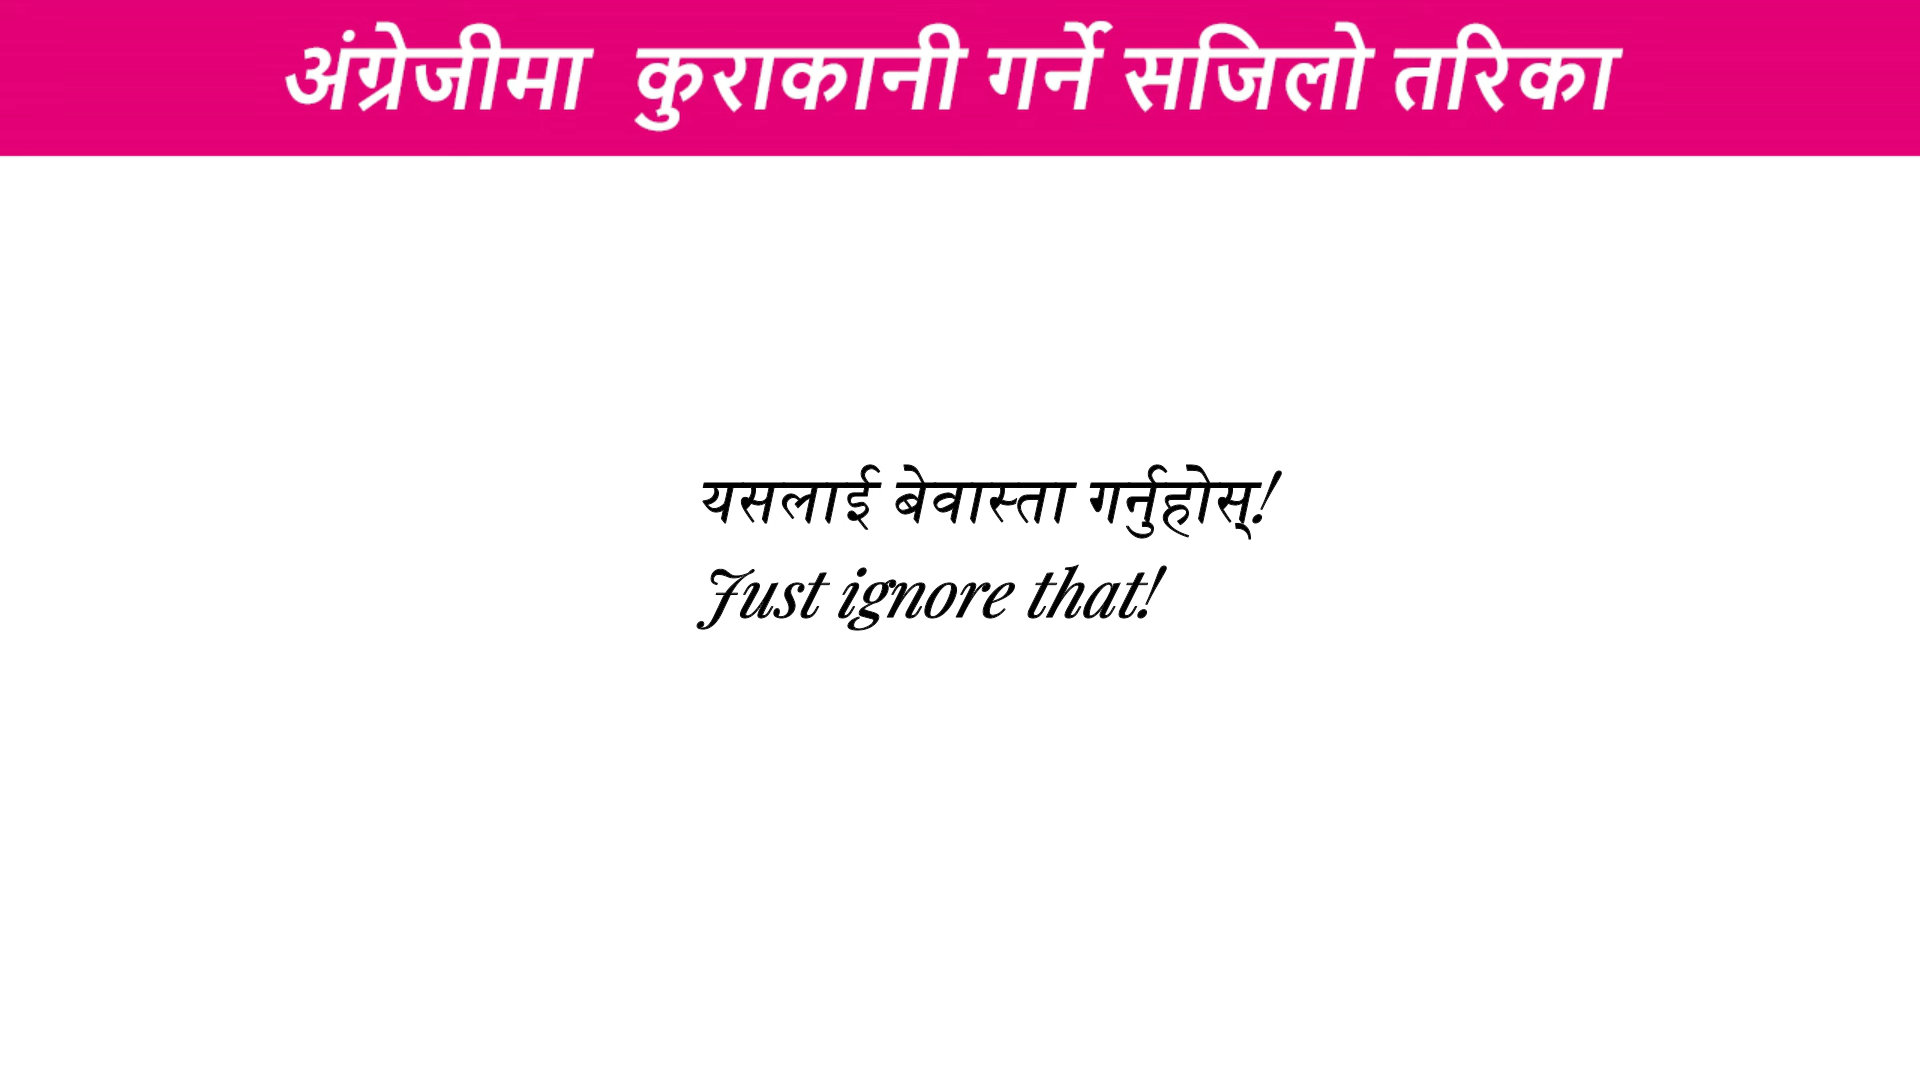 अंग्रेजीमा कुराकानी गर्ने सजिलो तरिका
यसलाई बेवास्ता गर्नुहोस्!
Just ignore that!